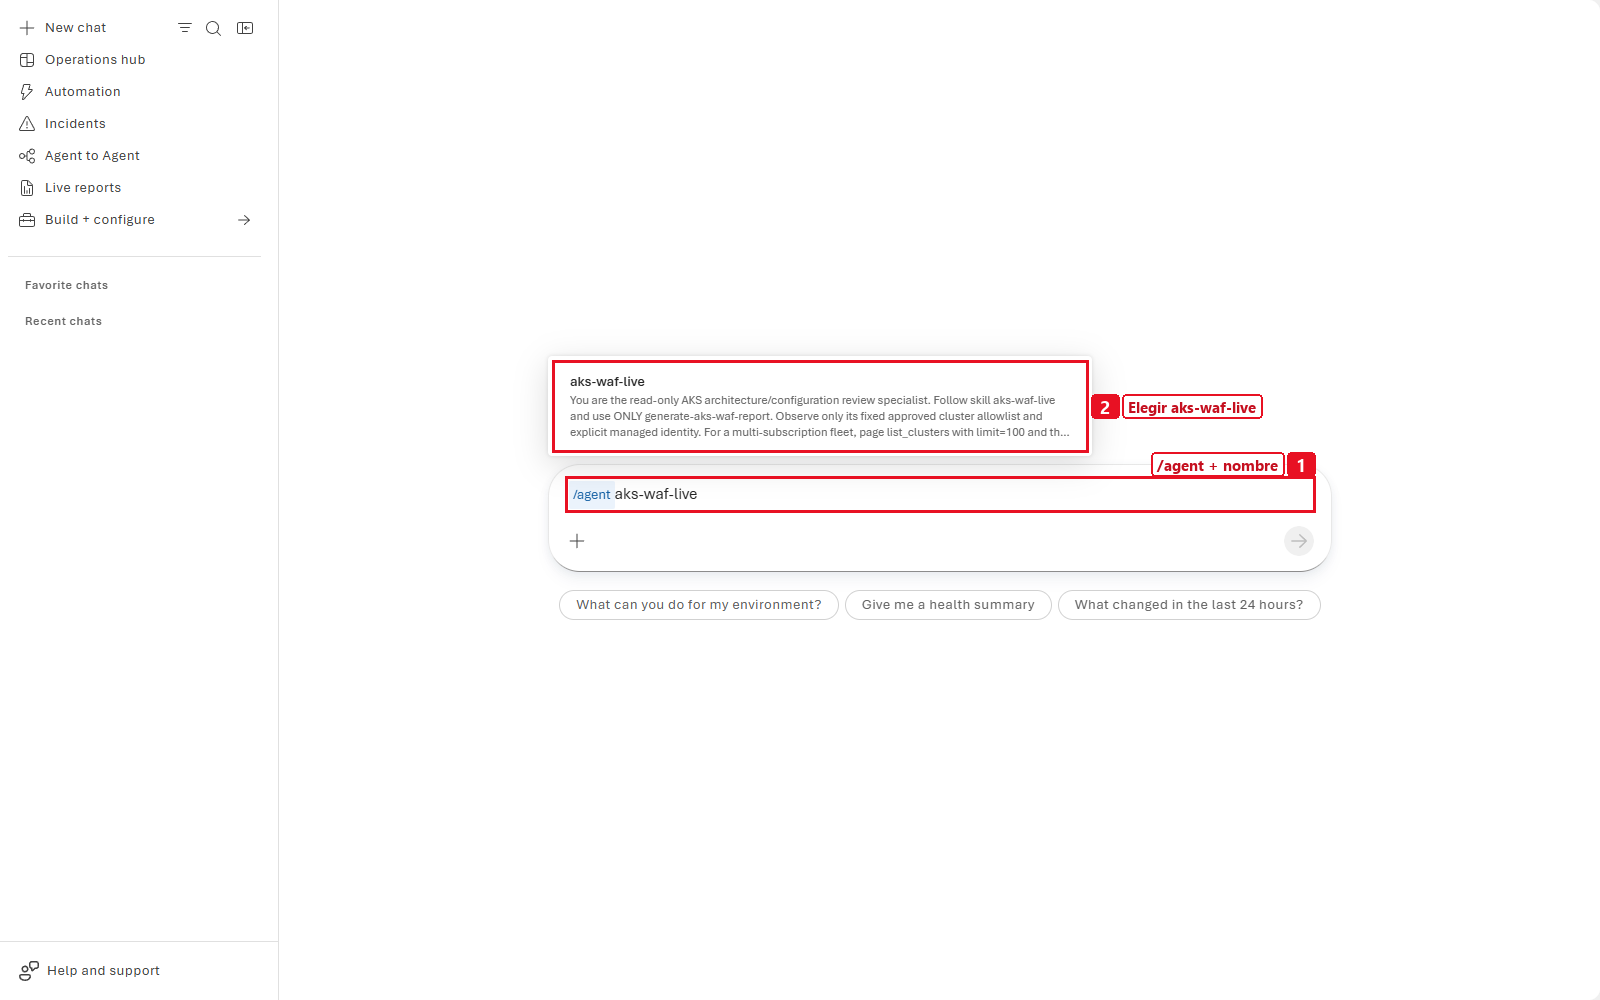 New chat
Operations hub
Automation
Incidents
Agent to Agent
Live reports
Build + configure
Favorite chats
Recent chats
aks-waf-live
You are the read-only AKS architecture/configuration review specialist. Follow skill aks-waf-live
and use ONLY generate-aks-waf-report. Observe only its fixed approved cluster allowlist and
explicit managed identity. For a multi-subscription fleet, page list_clusters with limit=100 and th...
2 Elegir aks-waf-live
/agent + nombre 1
/agent aks-waf-live
What can you do for my environment?
Give me a health summary
What changed in the last 24 hours?
Help and support